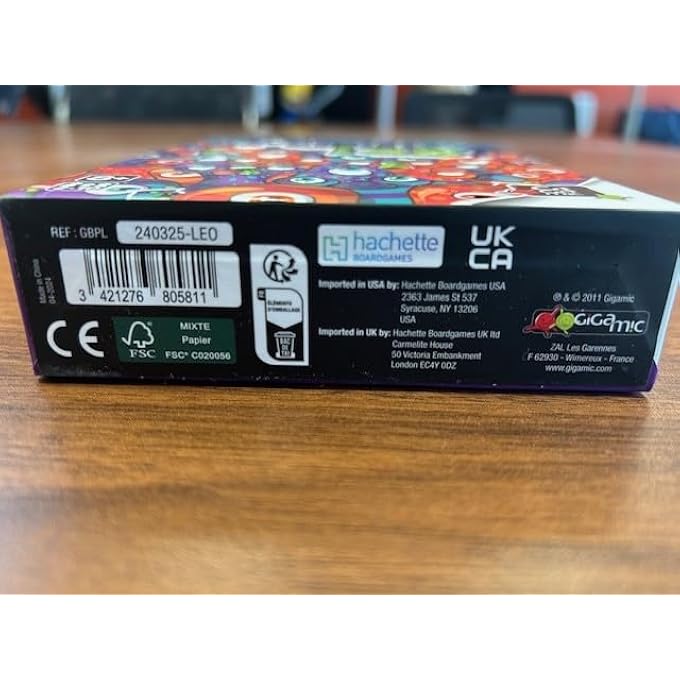 REF : GBPL 240325-LEO
Made in China
04-2024
3 421276 805811
CE
FSC
MIXTE
Papier
FSC® C020056
FR
ÉLÉMENTS
D'EMBALLAGE
BAC
DE TRI
hachette
BOARDGAMES
UK
CA
Imported in USA by: Hachette Boardgames USA
2363 James St 537
Syracuse, NY 13206
USA
Imported in UK by: Hachette Boardgames UK ltd
Carmelite House
50 Victoria Embankment
London EC4Y 0DZ
℗ & © 2011 Gigamic
GIGAMIC
ZAL Les Garennes
F 62930 - Wimereux - France
www.gigamic.com